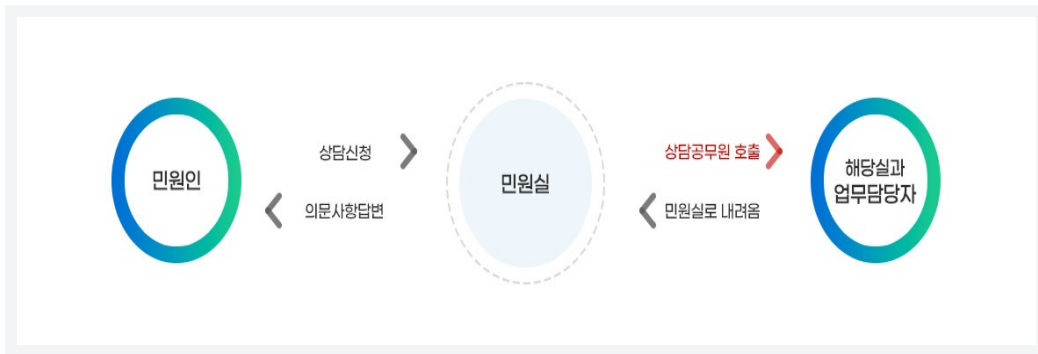 민원인
상담신청
의문사항답변
민원실
상담공무원 호출
민원실로 내려옴
해당실과
업무담당자